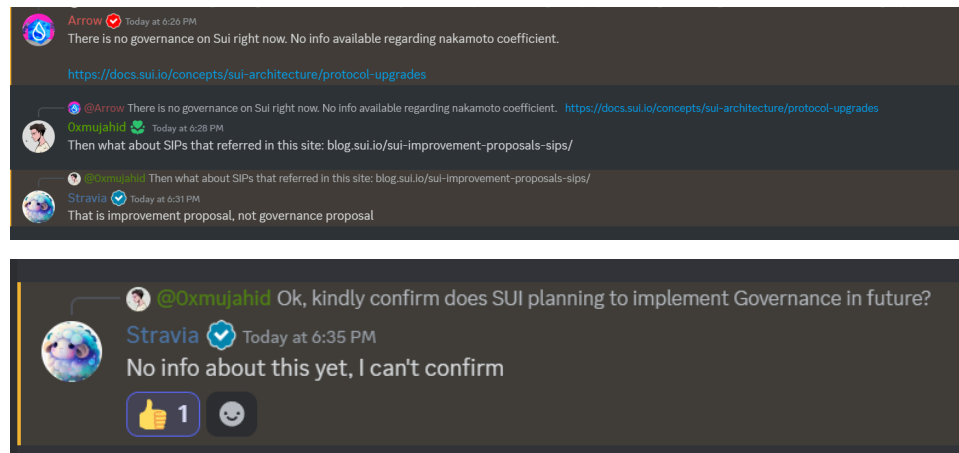 Arrow Today at 6:26 PM
There is no governance on Sui right now. No info available regarding nakamoto coefficient.
https://docs.sui.io/concepts/sui-architecture/protocol-upgrades
@Arrow There is no governance on Sui right now. No info available regarding nakamoto coefficient. https://docs.sui.io/concepts/sui-architecture/protocol-upgrades
0xmujahid Today at 6:28 PM
Then what about SIPs that referred in this site: blog.sui.io/sui-improvement-proposals-sips/
@0xmujahid Then what about SIPs that referred in this site: blog.sui.io/sui-improvement-proposals-sips/
Stravia Today at 6:31 PM
That is improvement proposal, not governance proposal
@0xmujahid Ok, kindly confirm does SUI planning to implement Governance in future?
Stravia Today at 6:35 PM
No info about this yet, I can't confirm
👍 1